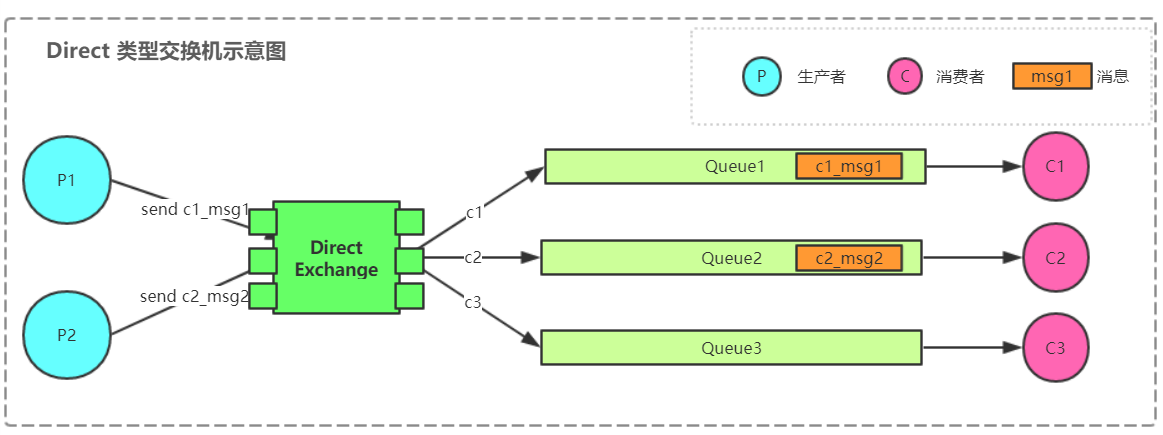 Direct 类型交换机示意图
P 生产者 C 消费者 msg1 消息
P1
send c1_msg1
Direct
Exchange
P2
send c2_msg2
c1
c2
c3
Queue1 c1_msg1
C1
Queue2 c2_msg2
C2
Queue3
C3